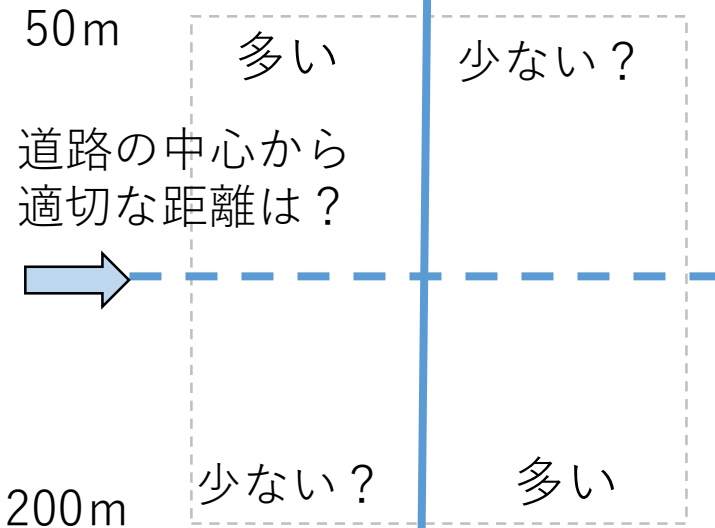 50m
多い
少ない？
道路の中心から
適切な距離は？
少ない？
多い
200m